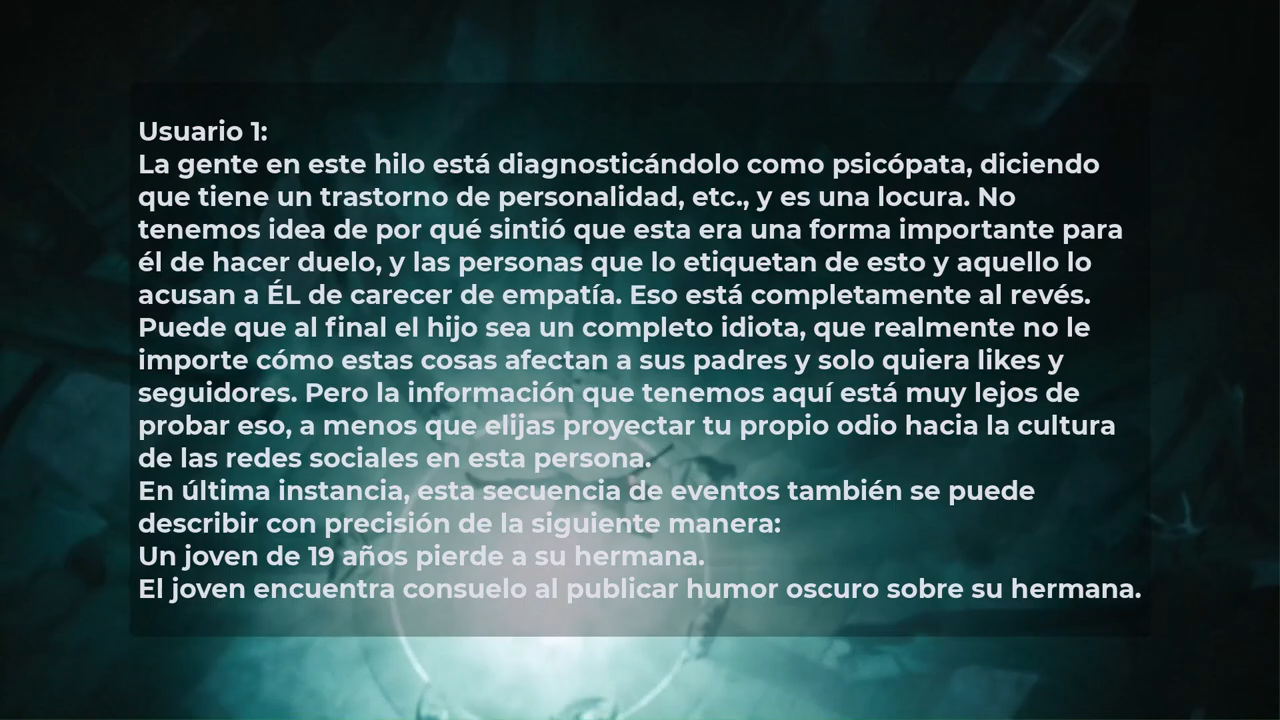 Usuario 1:
La gente en este hilo está diagnosticándolo como psicópata, diciendo
que tiene un trastorno de personalidad, etc., y es una locura. No
tenemos idea de por qué sintió que esta era una forma importante para
él de hacer duelo, y las personas que lo etiquetan de esto y aquello lo
acusan a ÉL de carecer de empatía. Eso está completamente al revés.
Puede que al final el hijo sea un completo idiota, que realmente no le
importe cómo estas cosas afectan a sus padres y solo quiera likes y
seguidores. Pero la información que tenemos aquí está muy lejos de
probar eso, a menos que elijas proyectar tu propio odio hacia la cultura
de las redes sociales en esta persona.
En última instancia, esta secuencia de eventos también se puede
describir con precisión de la siguiente manera:
Un joven de 19 años pierde a su hermana.
El joven encuentra consuelo al publicar humor oscuro sobre su hermana.